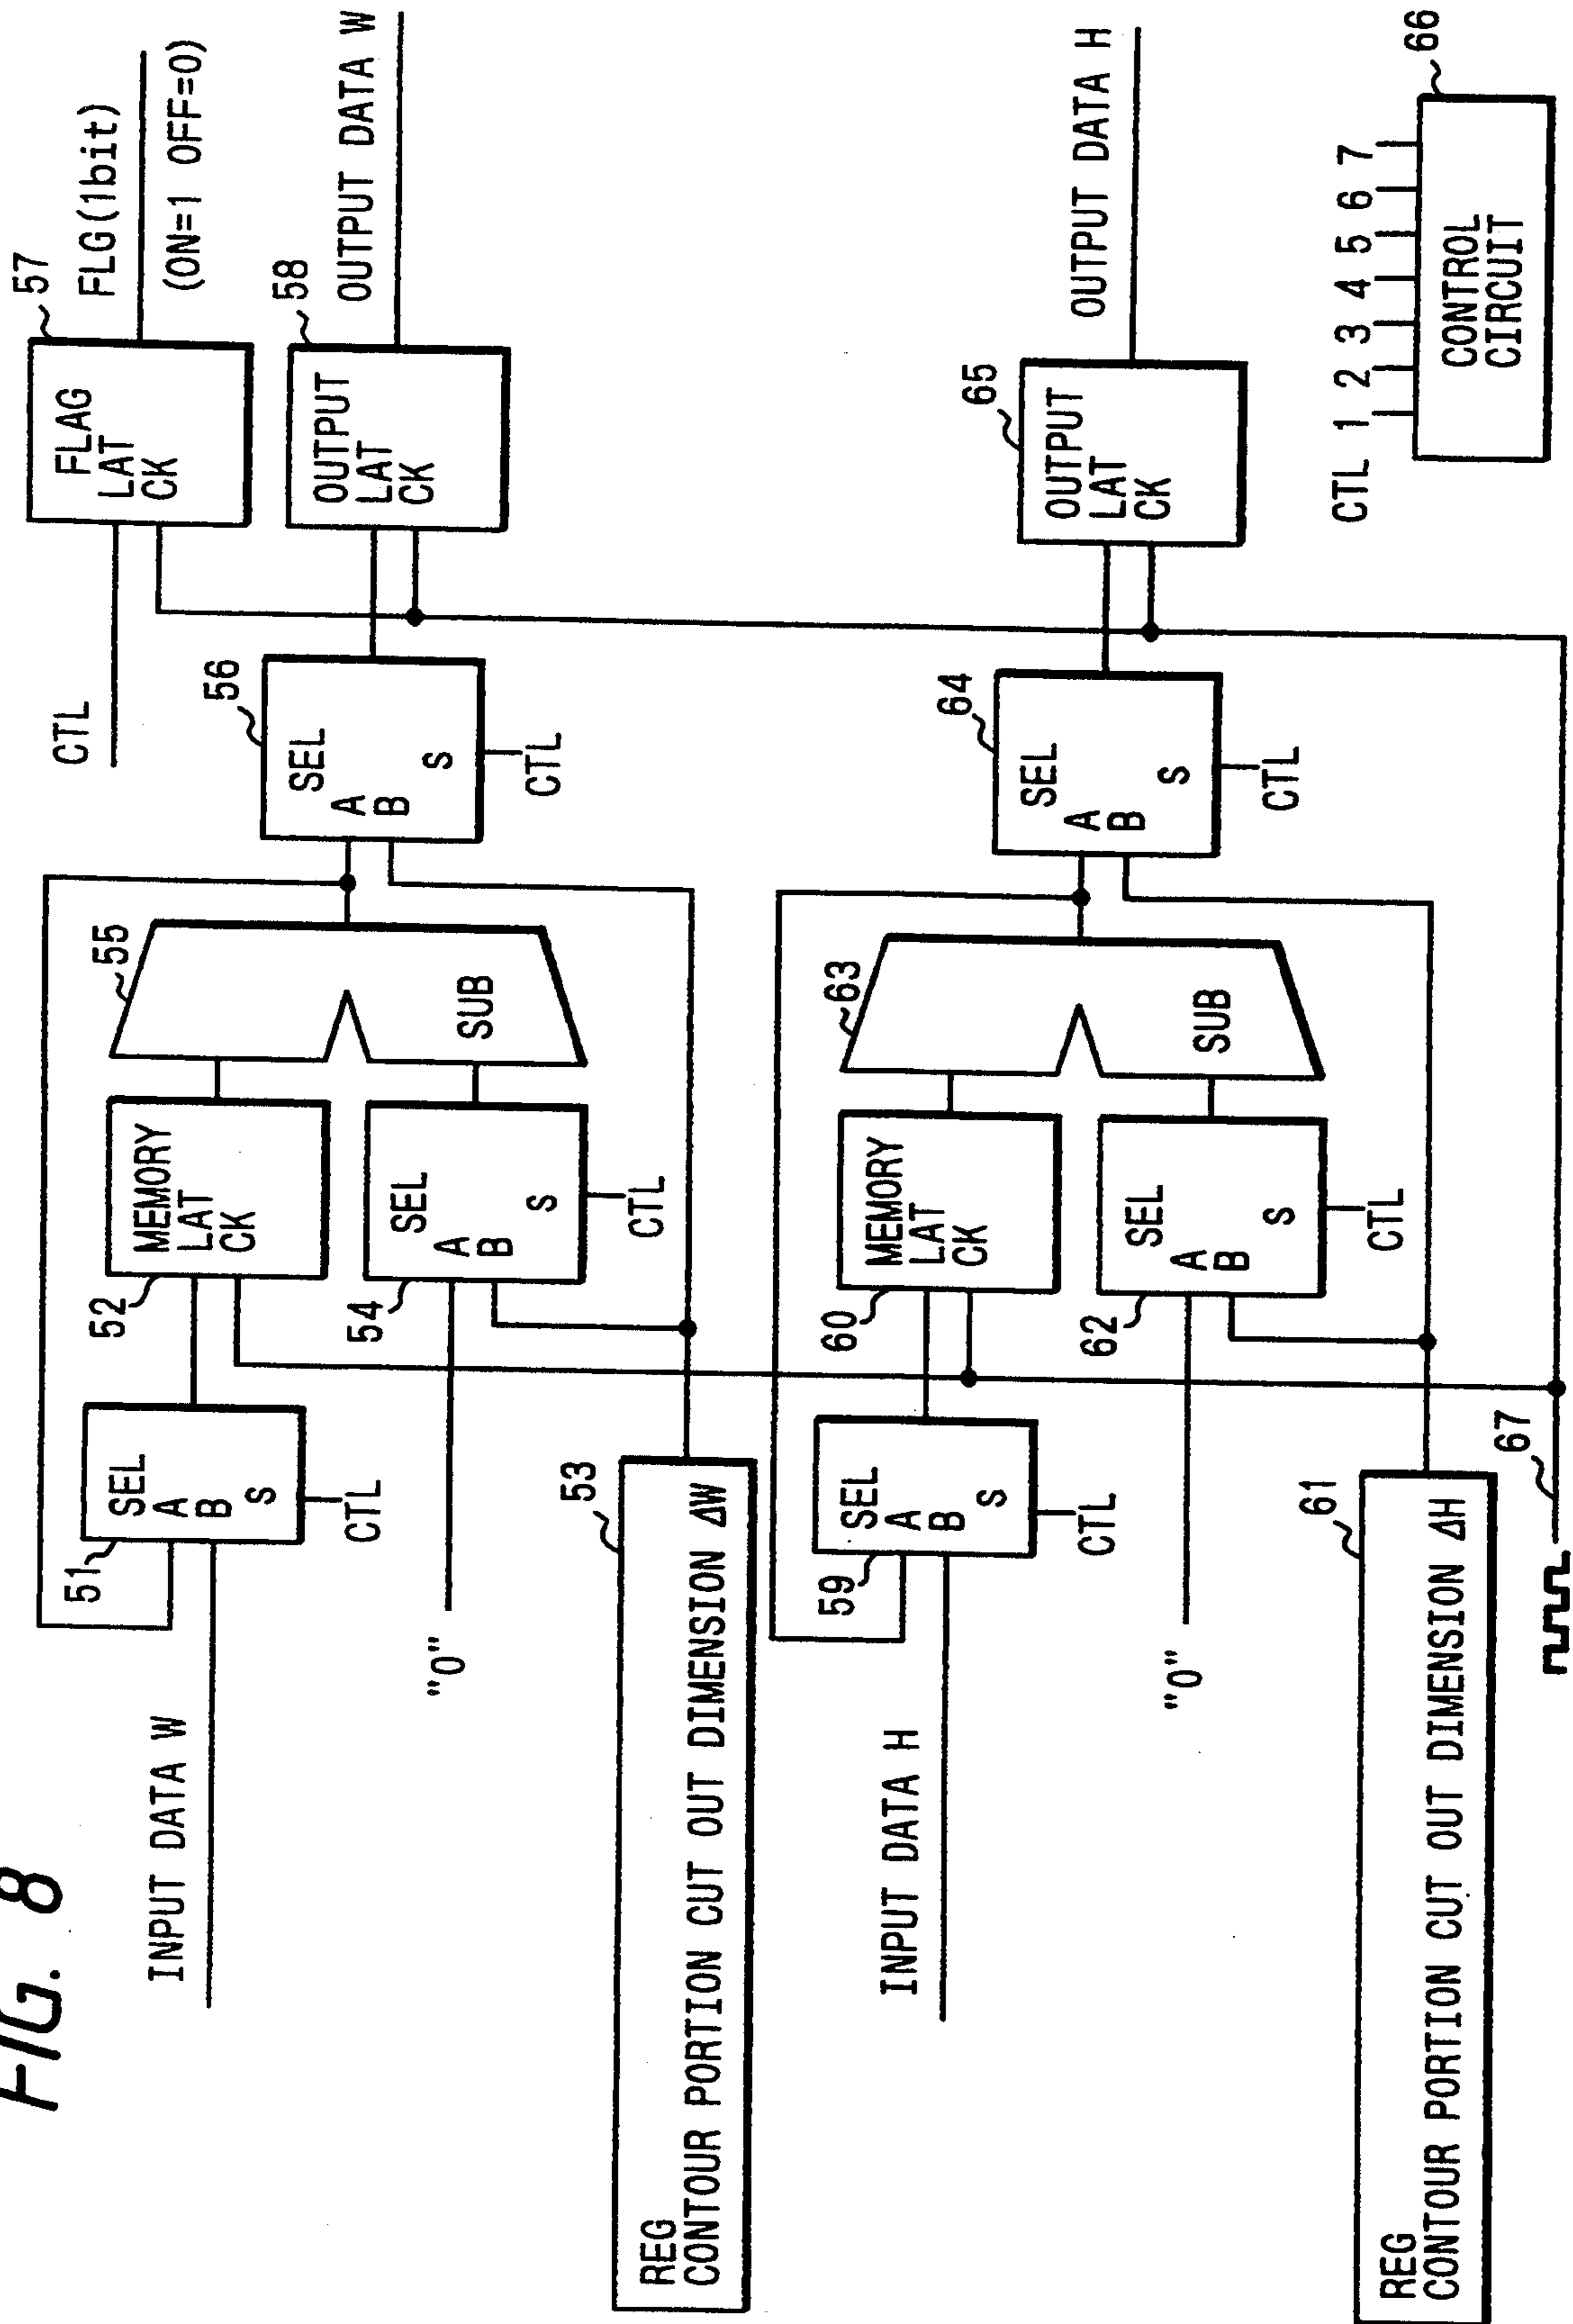 FIG. 8
INPUT DATA W
51
SEL
A
B
S
CTL
52
MEMORY
LAT
CK
"0"
54
SEL
A
B
S
CTL
55
SUB
53
REG
CONTOUR PORTION CUT OUT DIMENSION ΔW
56
SEL
A
B
S
CTL
CTL
57
FLAG
LAT
CK
FLG(1bit)
(ON=1 OFF=0)
58
OUTPUT
LAT
CK
OUTPUT DATA W
INPUT DATA H
59
SEL
A
B
S
CTL
60
MEMORY
LAT
CK
"0"
62
SEL
A
B
S
CTL
63
SUB
61
REG
CONTOUR PORTION CUT OUT DIMENSION ΔH
64
SEL
A
B
S
CTL
65
OUTPUT
LAT
CK
OUTPUT DATA H
67
CTL 1 2 3 4 5 6 7
66
CONTROL
CIRCUIT